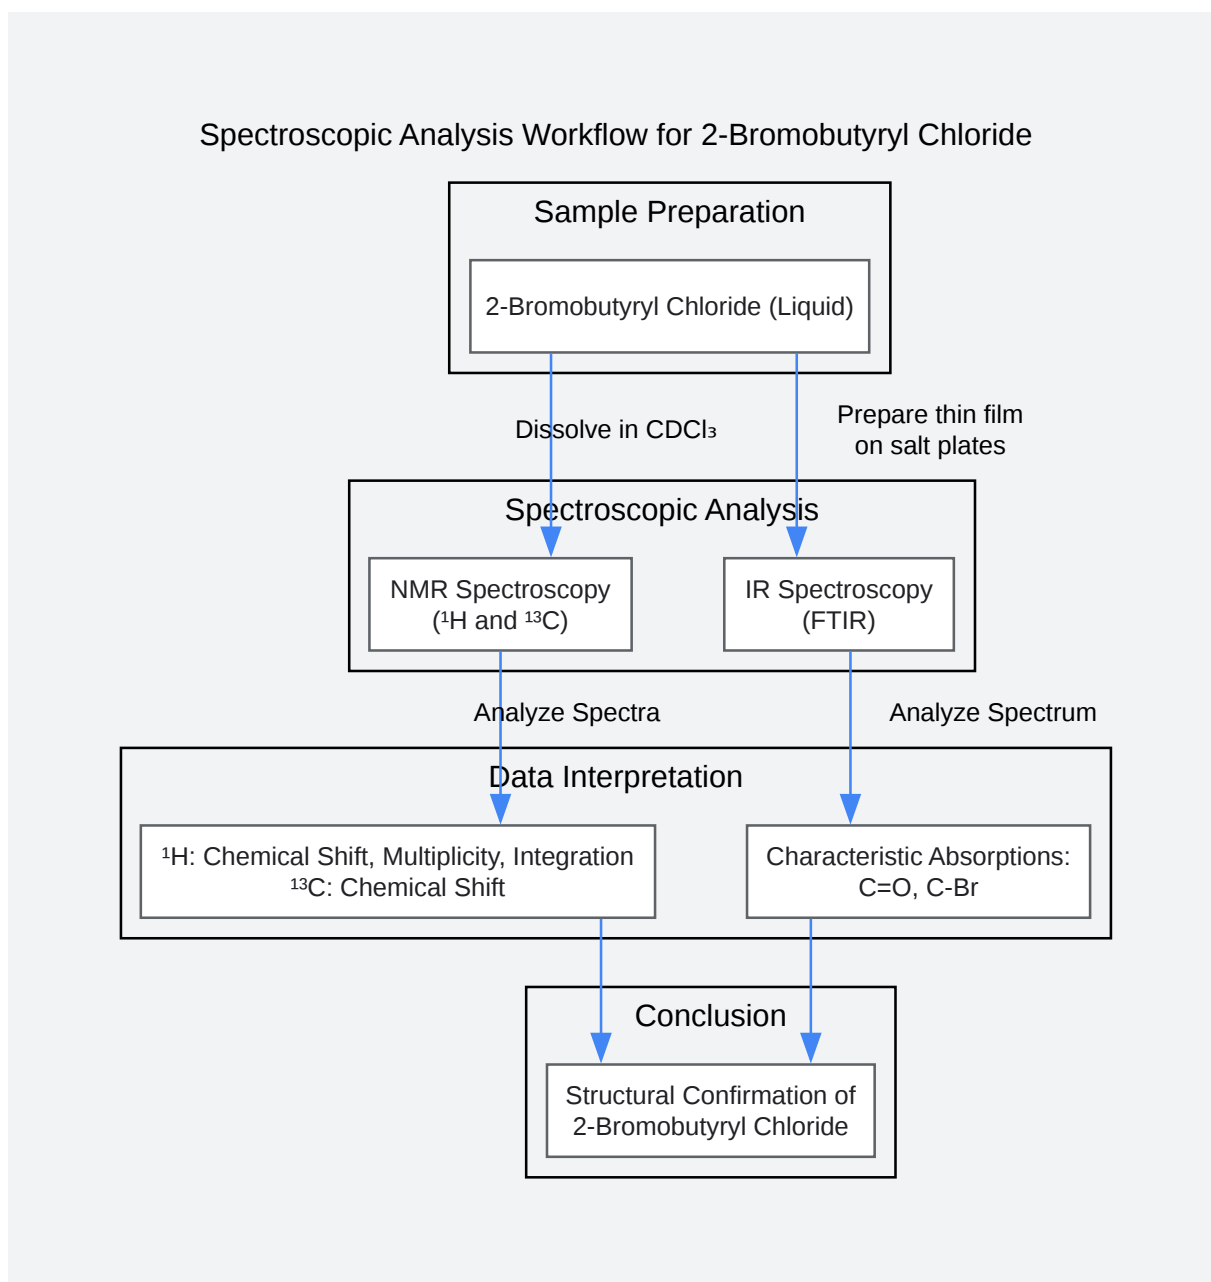 Spectroscopic Analysis Workflow for 2-Bromobutyryl Chloride
Sample Preparation
2-Bromobutyryl Chloride (Liquid)
Dissolve in CDCl₃
Prepare thin film
on salt plates
Spectroscopic Analysis
NMR Spectroscopy
(¹H and ¹³C)
IR Spectroscopy
(FTIR)
Analyze Spectra
Analyze Spectrum
Data Interpretation
¹H: Chemical Shift, Multiplicity, Integration
¹³C: Chemical Shift
Characteristic Absorptions:
C=O, C-Br
Conclusion
Structural Confirmation of
2-Bromobutyryl Chloride